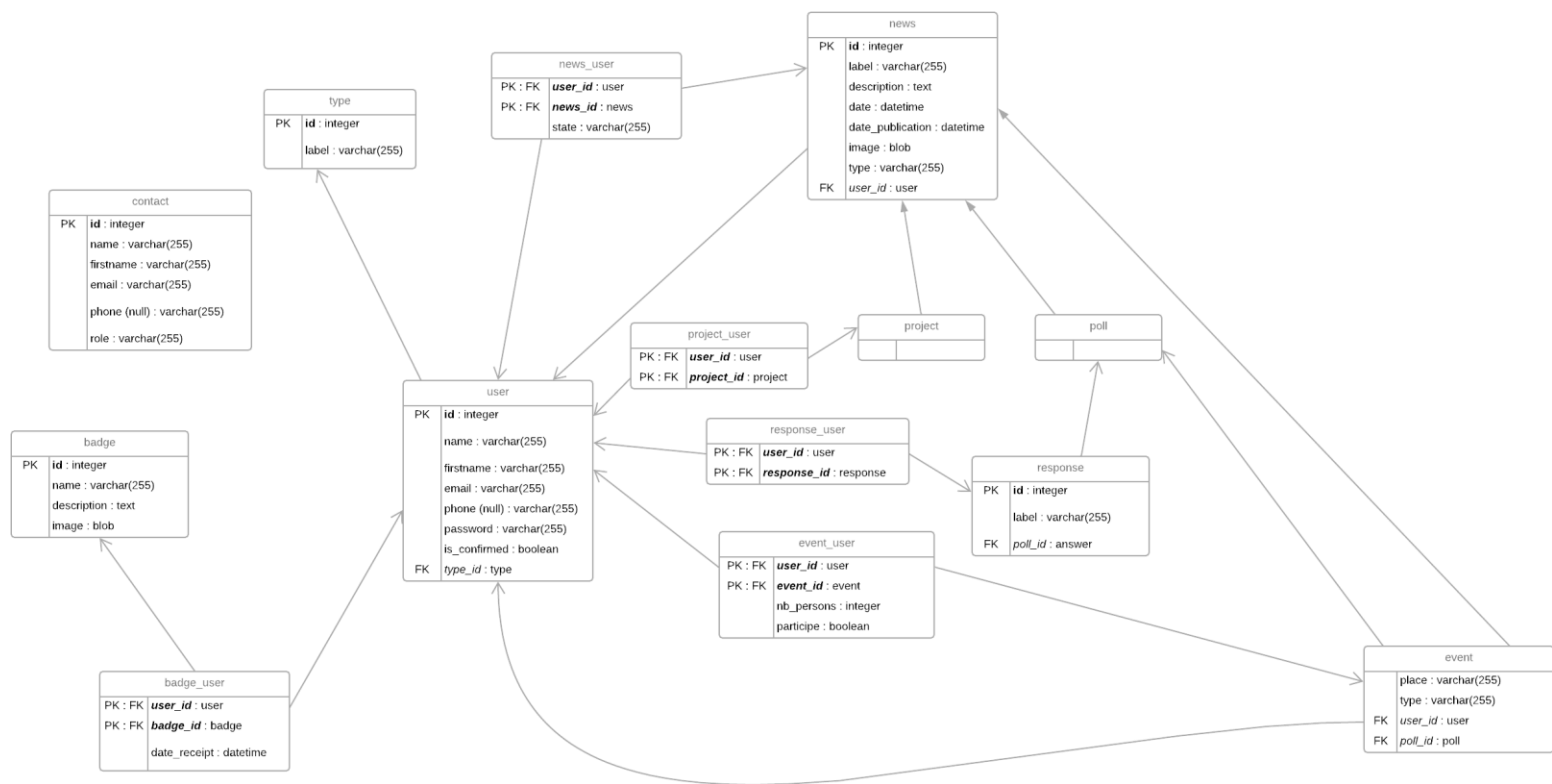 news
PK id : integer
label : varchar(255)
description : text
date : datetime
date_publication : datetime
image : blob
type : varchar(255)
FK user_id : user
news_user
PK : FK user_id : user
PK : FK news_id : news
state : varchar(255)
type
PK id : integer
label : varchar(255)
contact
PK id : integer
name : varchar(255)
firstname : varchar(255)
email : varchar(255)
phone (null) : varchar(255)
role : varchar(255)
project_user
PK : FK user_id : user
PK : FK project_id : project
project
poll
user
PK id : integer
name : varchar(255)
firstname : varchar(255)
email : varchar(255)
phone (null) : varchar(255)
password : varchar(255)
is_confirmed : boolean
FK type_id : type
badge
PK id : integer
name : varchar(255)
description : text
image : blob
response_user
PK : FK user_id : user
PK : FK response_id : response
response
PK id : integer
label : varchar(255)
FK poll_id : answer
event_user
PK : FK user_id : user
PK : FK event_id : event
nb_persons : integer
participe : boolean
event
place : varchar(255)
type : varchar(255)
FK user_id : user
FK poll_id : poll
badge_user
PK : FK user_id : user
PK : FK badge_id : badge
date_receipt : datetime